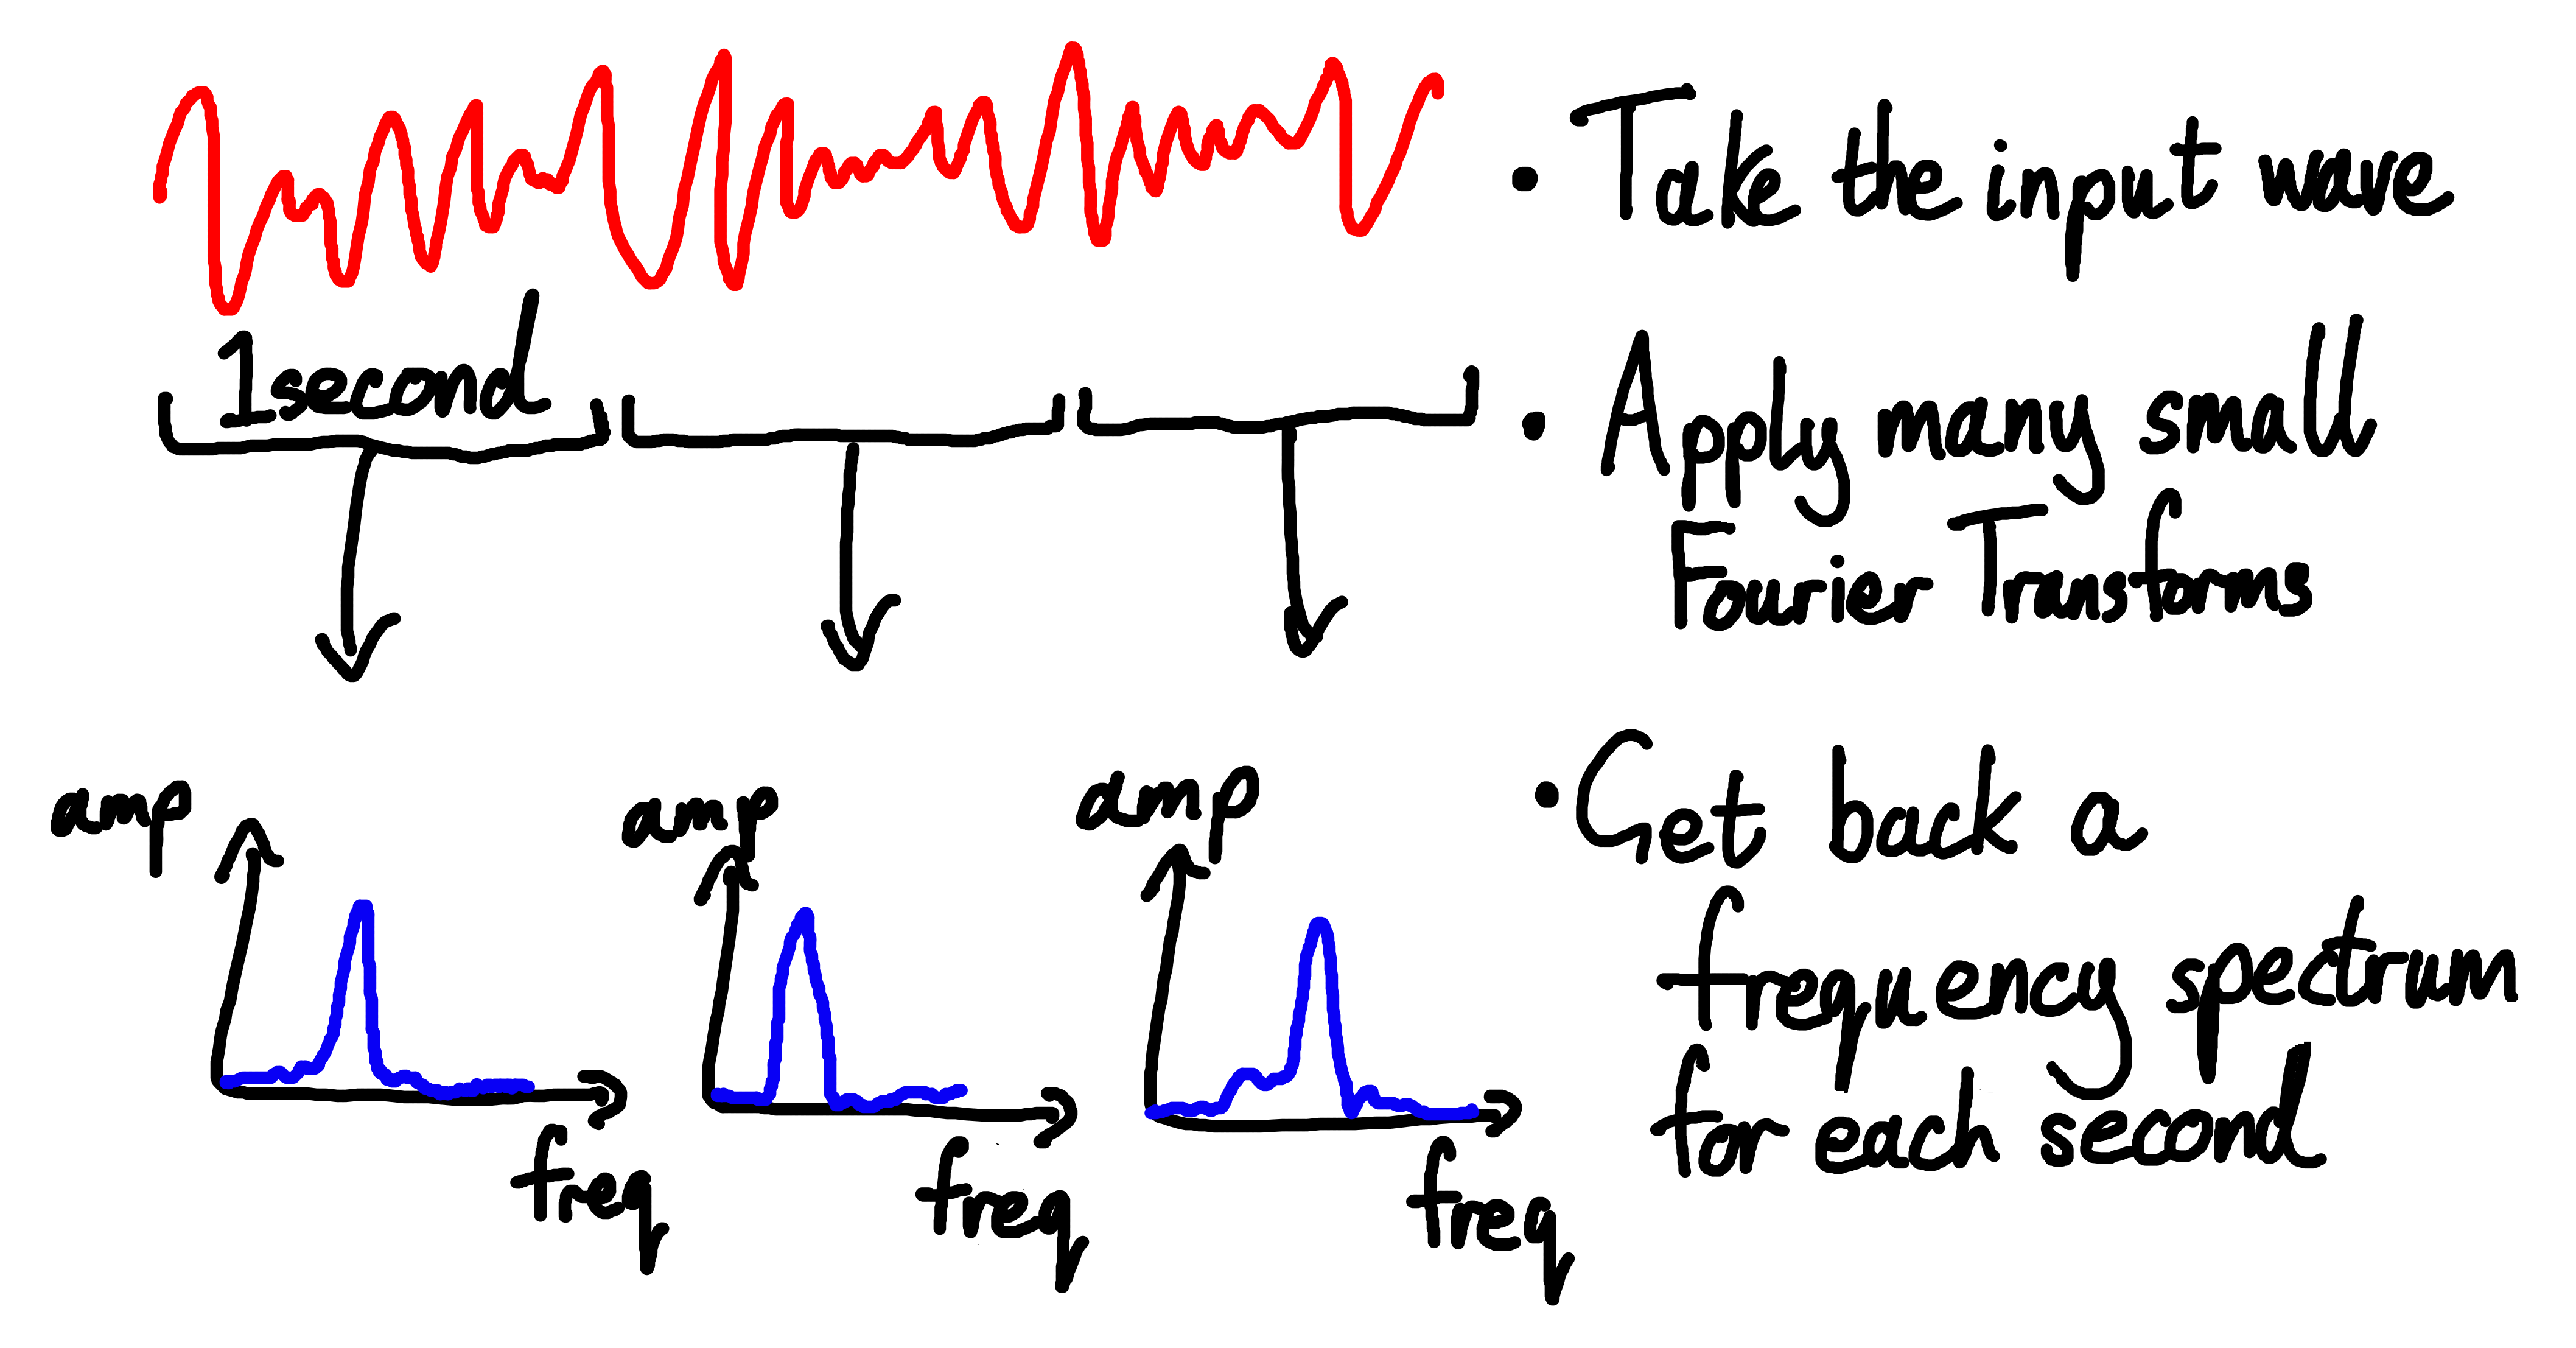 • Take the input wave
1second
• Apply many small
Fourier Transforms
amp
amp
amp
• Get back a
frequency spectrum
for each second
freq
freq
freq